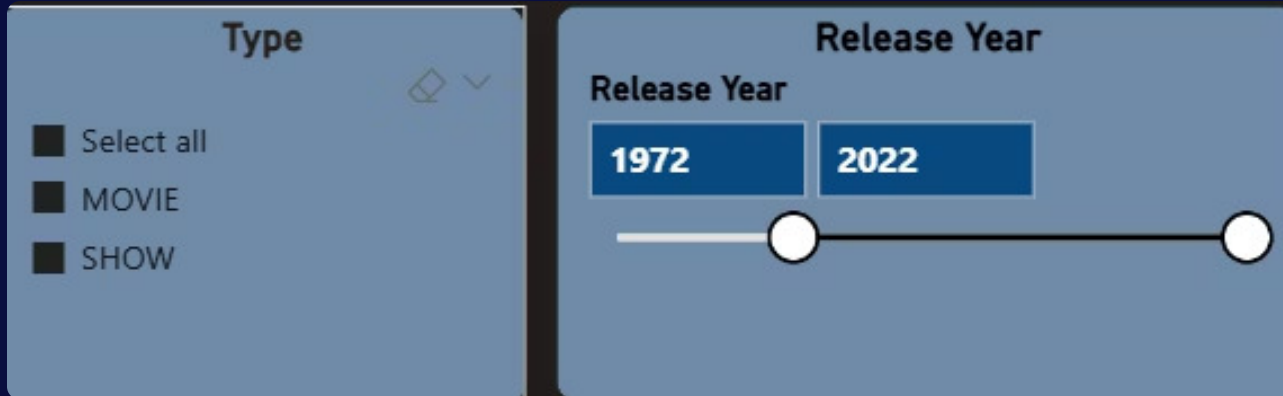 Type
Select all
MOVIE
SHOW
Release Year
Release Year
1972 2022